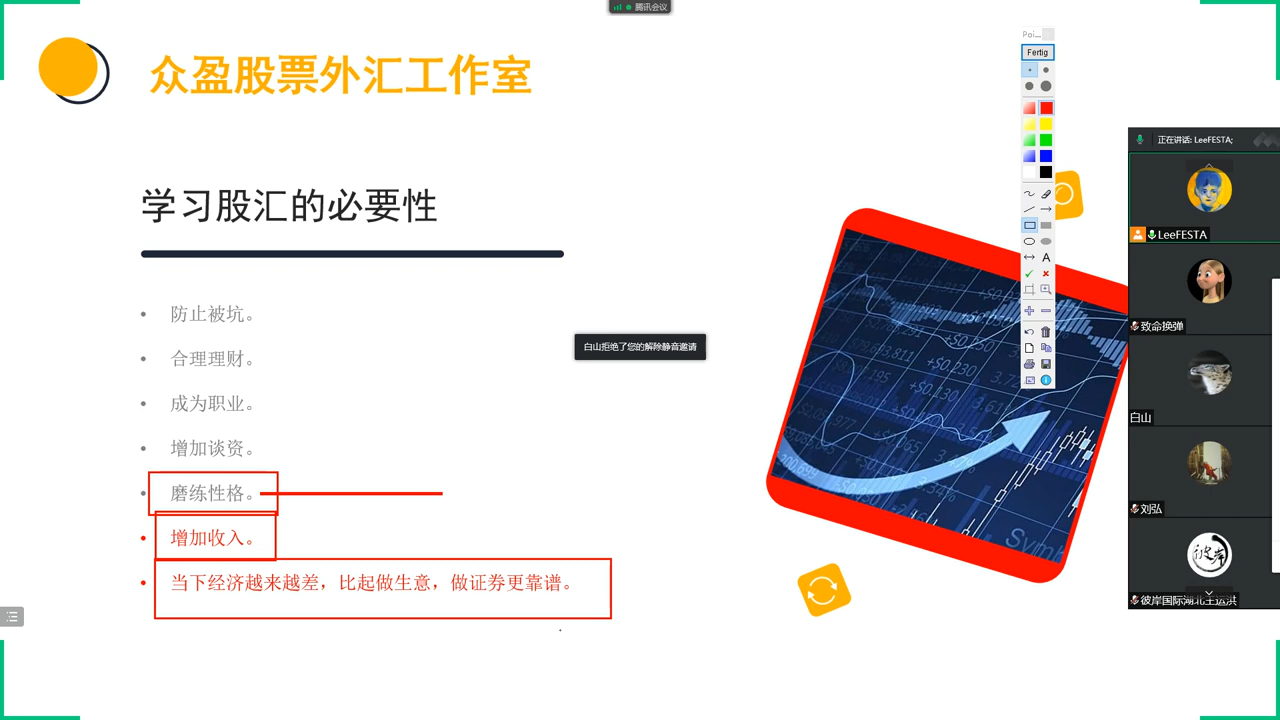 腾讯会议
众盈股票外汇工作室
Poi...
Fertig
正在讲话: LeeFESTA;
学习股汇的必要性
LeeFESTA
• 防止被坑。
致命换弹
白山拒绝了您的解除静音邀请
• 合理理财。
• 成为职业。
白山
• 增加谈资。
• 磨练性格。
刘弘
• 增加收入。
• 当下经济越来越差，比起做生意，做证券更靠谱。
彼岸国际湖北王运洪
A
+$0.230
+$0.130